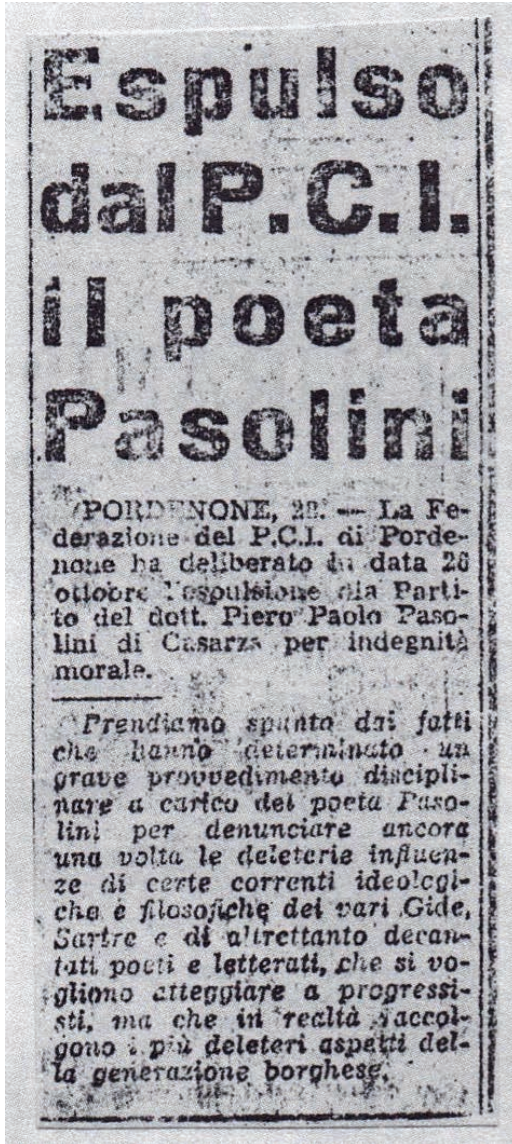 Espulso
dal P.C.I.
il poeta
Pasolini
PORDENONE, 28. — La Fe-
derazione del P.C.I. di Porde-
none ha deliberato in data 26
ottobre l'espulsione dla Parti-
to del dott. Piero Paolo Paso-
lini di Casarza per indegnità
morale.
Prendiamo spunto dai fatti
che hanno determinato un
grave provvedimento discipli-
nare a carico del poeta Paso-
lini per denunciare ancora
una volta le deleterie influen-
ze di certe correnti ideologi-
che e filosofiche dei vari Gide,
Sartre e di altrettanto decan-
tati poeti e letterati, che si vo-
gliono atteggiare a progressi-
sti, ma che in realtà raccol-
gono i più deleteri aspetti del-
la generazione borghese.